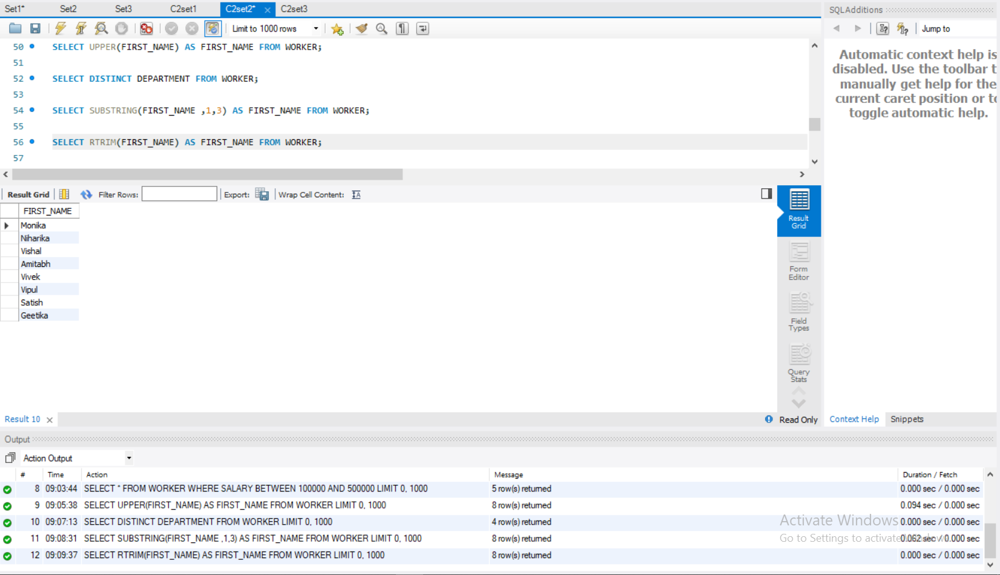 Set1* Set2 Set3 C2set1 C2set2* C2set3
SQLAdditions
Limit to 1000 rows
Jump to
50 SELECT UPPER(FIRST_NAME) AS FIRST_NAME FROM WORKER;
51
52 SELECT DISTINCT DEPARTMENT FROM WORKER;
53
54 SELECT SUBSTRING(FIRST_NAME ,1,3) AS FIRST_NAME FROM WORKER;
55
56 SELECT RTRIM(FIRST_NAME) AS FIRST_NAME FROM WORKER;
57
Automatic context help is
disabled. Use the toolbar t
manually get help for the
current caret position or to
toggle automatic help.
Result Grid Filter Rows: Export: Wrap Cell Content:
FIRST_NAME
Monika
Niharika
Vishal
Amitabh
Vivek
Vipul
Satish
Geetika
Result
Grid
Form
Editor
Field
Types
Query
Stats
Result 10
Read Only
Context Help Snippets
Output
Action Output
# Time Action Message Duration / Fetch
8 09:03:44 SELECT * FROM WORKER WHERE SALARY BETWEEN 100000 AND 500000 LIMIT 0, 1000 5 row(s) returned 0.000 sec / 0.000 sec
9 09:05:38 SELECT UPPER(FIRST_NAME) AS FIRST_NAME FROM WORKER LIMIT 0, 1000 8 row(s) returned 0.094 sec / 0.000 sec
10 09:07:13 SELECT DISTINCT DEPARTMENT FROM WORKER LIMIT 0, 1000 4 row(s) returned 0.000 sec / 0.000 sec
11 09:08:31 SELECT SUBSTRING(FIRST_NAME ,1,3) AS FIRST_NAME FROM WORKER LIMIT 0, 1000 8 row(s) returned 0.062 sec / 0.000 sec
12 09:09:37 SELECT RTRIM(FIRST_NAME) AS FIRST_NAME FROM WORKER LIMIT 0, 1000 8 row(s) returned 0.000 sec / 0.000 sec
Activate Windows
Go to Settings to activate Windows.